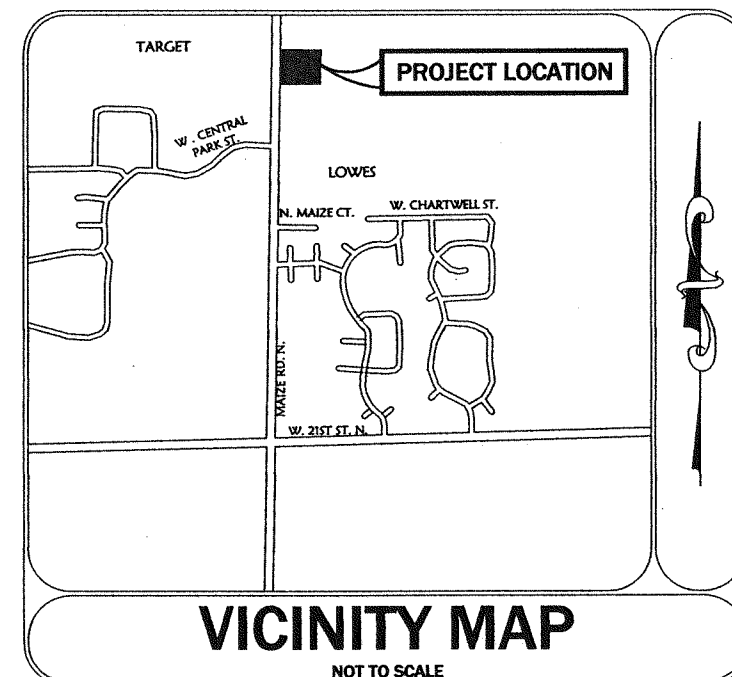 TARGET
PROJECT LOCATION
W . CENTRAL
PARK ST.
LOWES
N. MAIZE CT.
W. CHARTWELL ST.
MAIZE RD. N.
W. 21ST ST. N.
VICINITY MAP
NOT TO SCALE